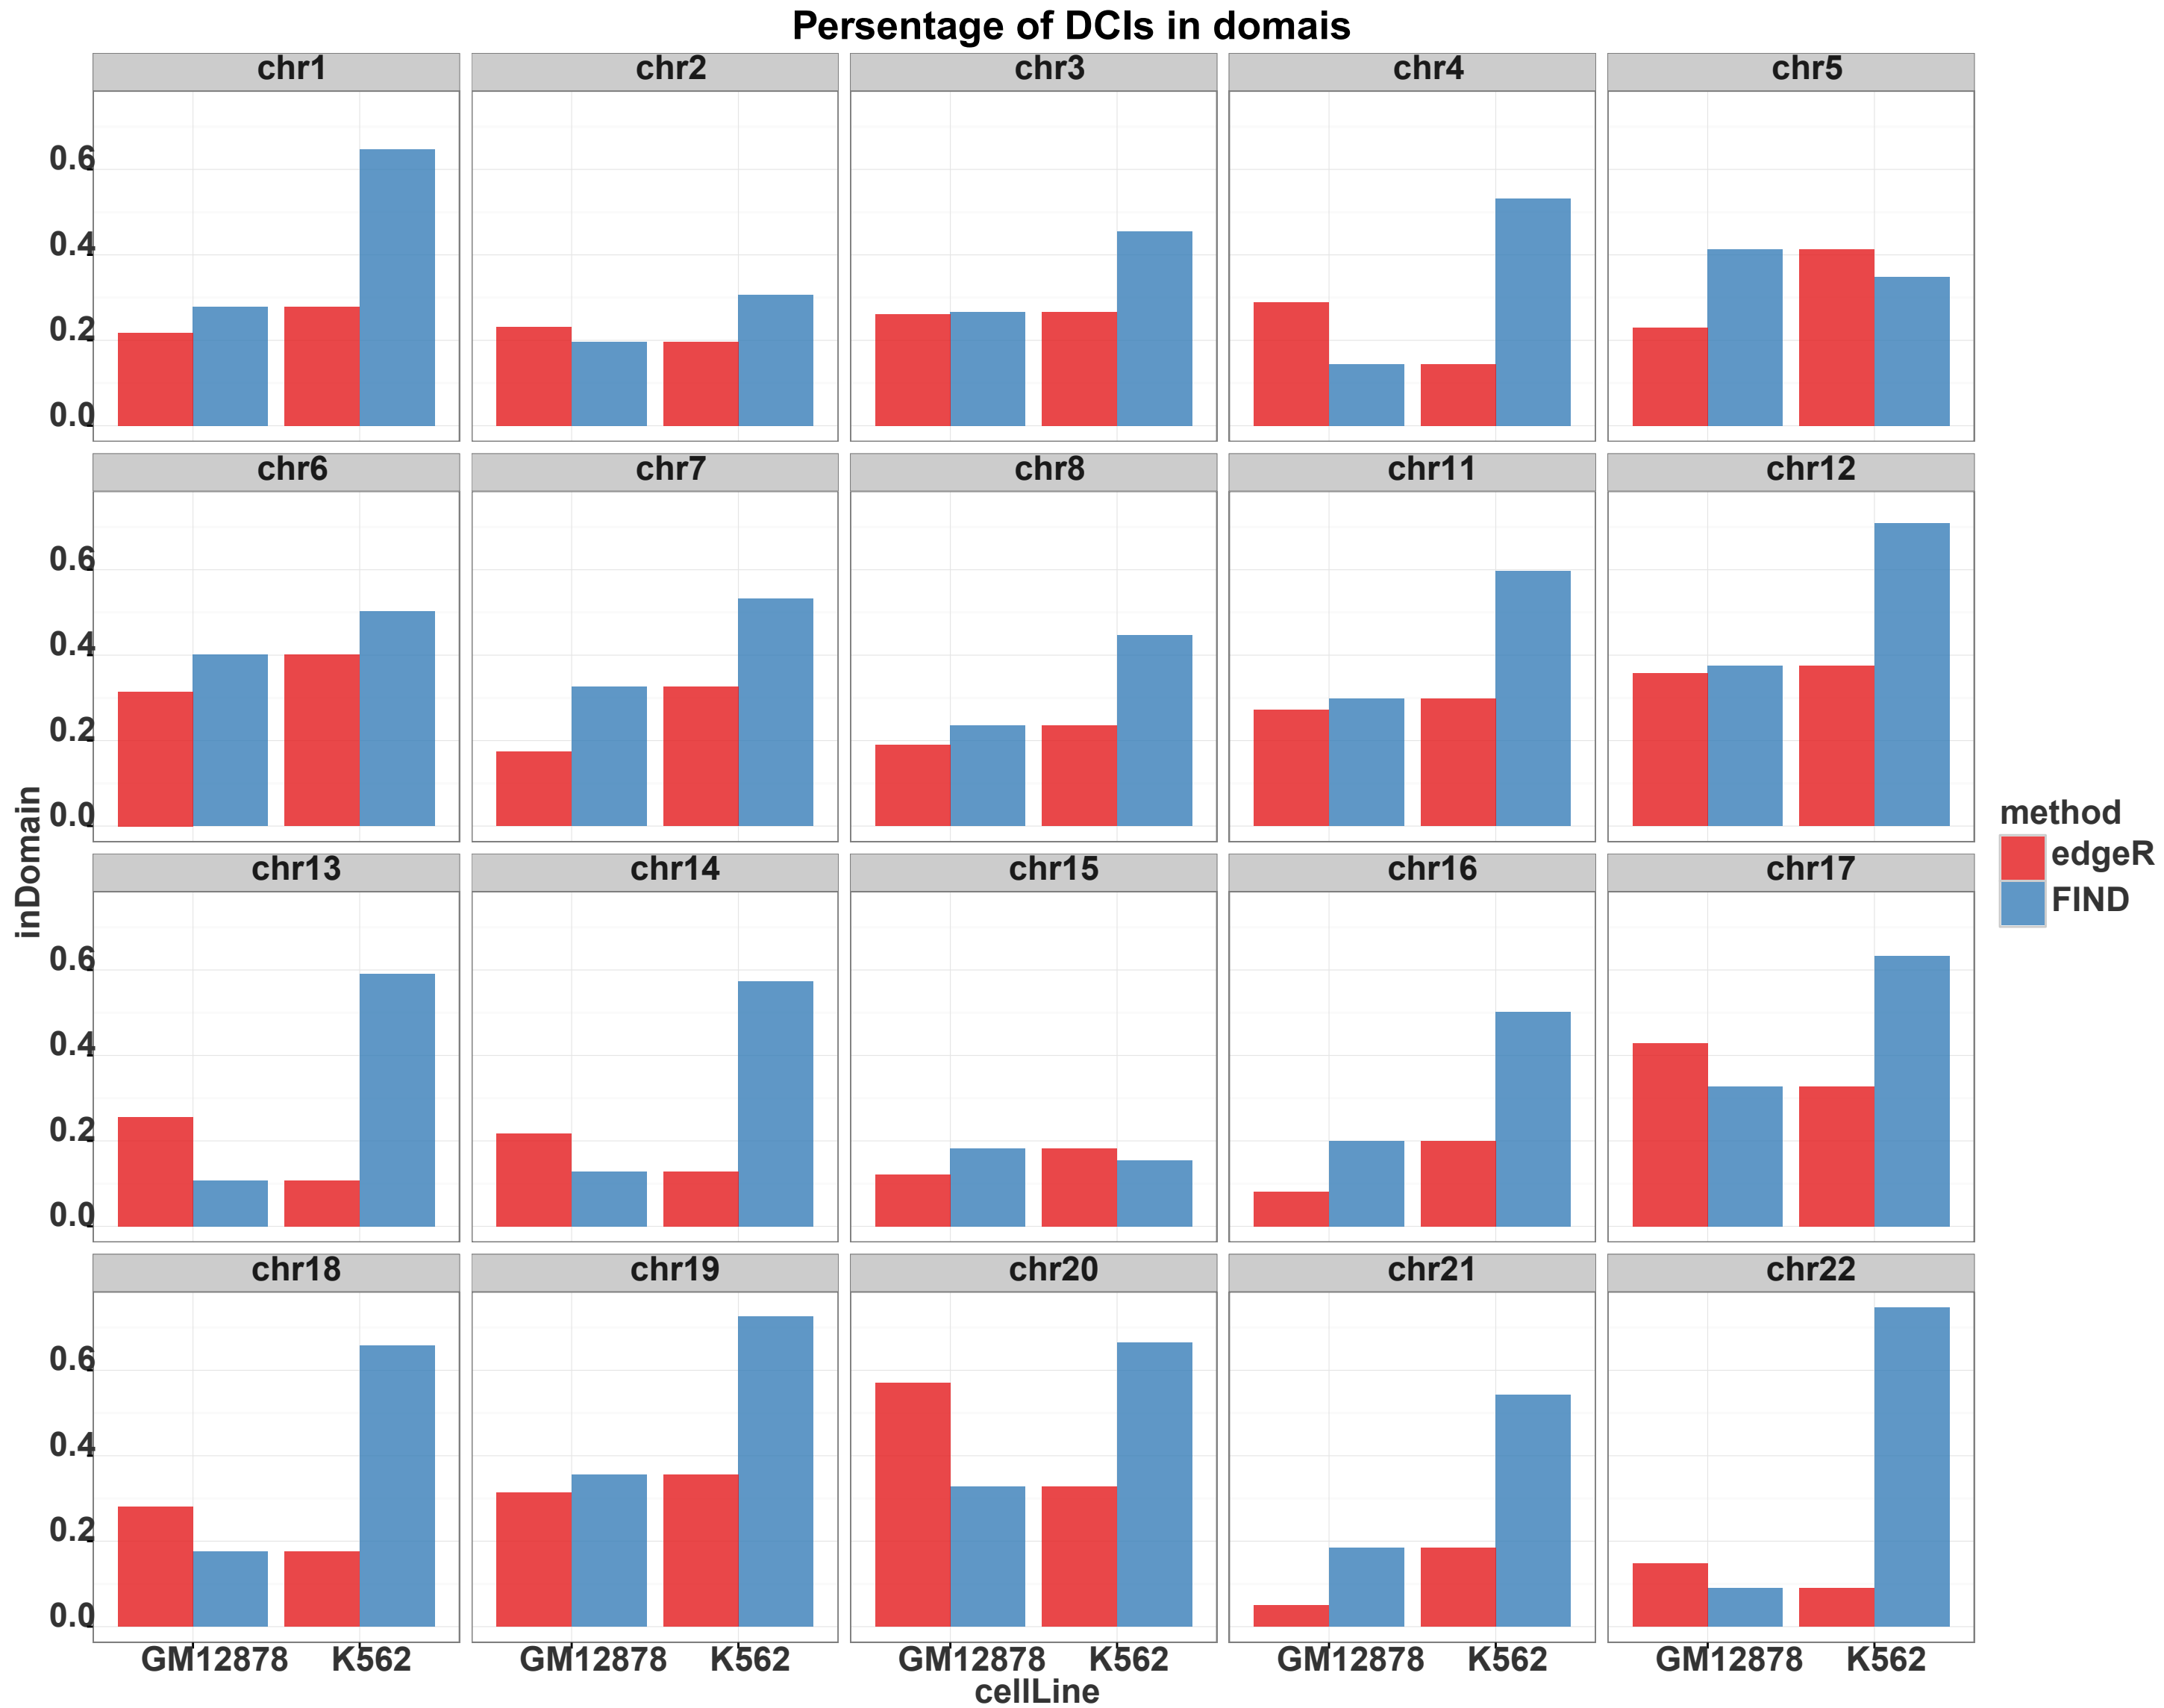 Persentage of DCIs in domais
chr1 chr2 chr3 chr4 chr5
0.6
0.4
0.2
0.0
chr6 chr7 chr8 chr11 chr12
0.6
0.4
0.2
0.0
chr13 chr14 chr15 chr16 chr17
0.6
0.4
0.2
0.0
chr18 chr19 chr20 chr21 chr22
0.6
0.4
0.2
0.0
GM12878 K562 GM12878 K562 GM12878 K562 GM12878 K562 GM12878 K562
cellLine
inDomain
method
edgeR
FIND